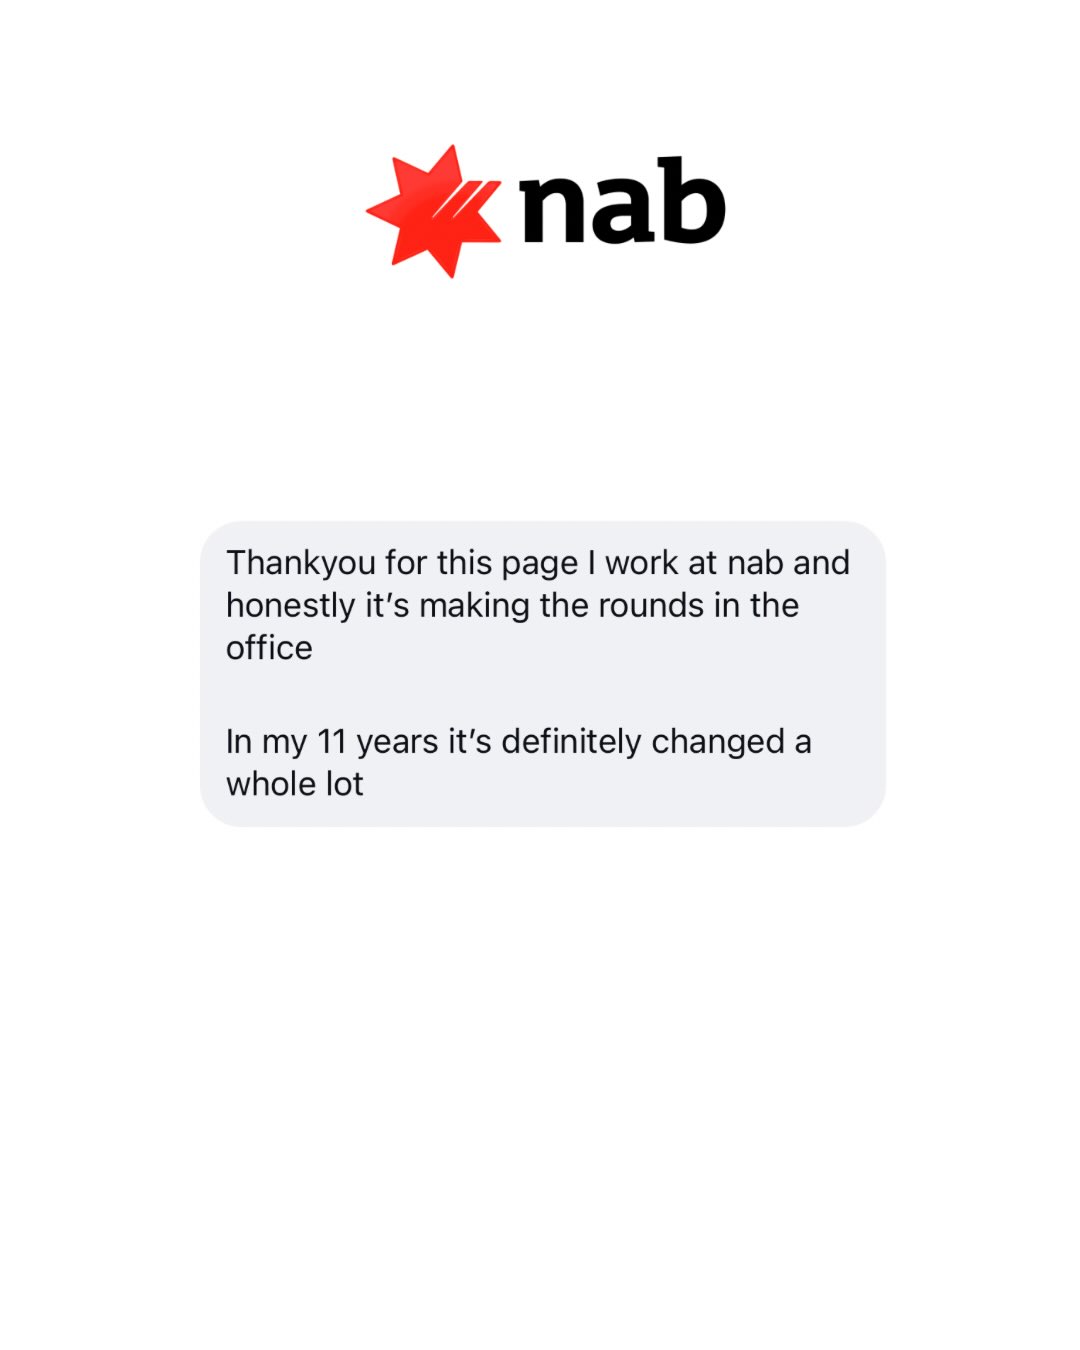 nab
Thankyou for this page I work at nab and
honestly it’s making the rounds in the
office
In my 11 years it’s definitely changed a
whole lot